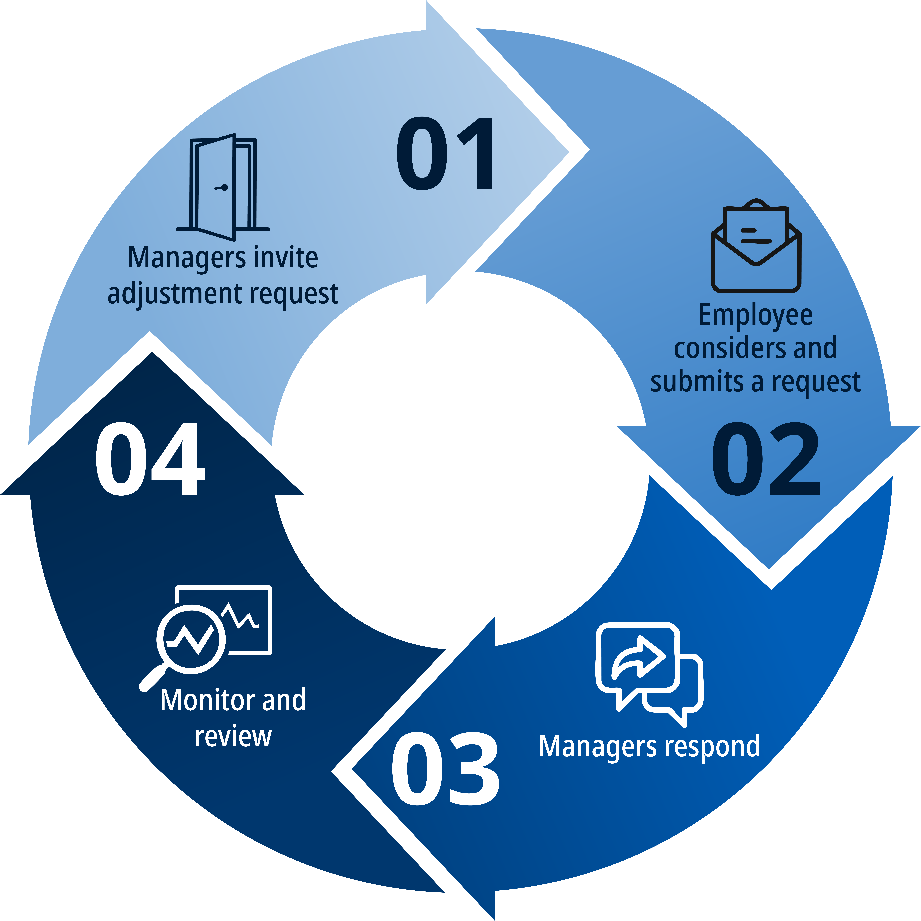 01
Managers invite
adjustment request
Employee
considers and
submits a request
02
Managers respond
03
04
Monitor and
review